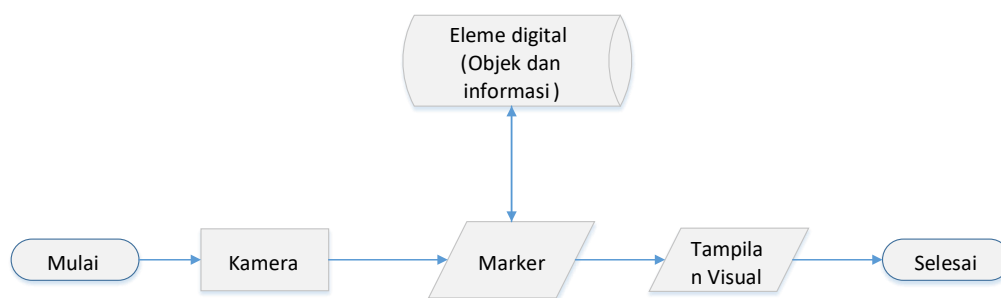 Eleme digital
(Objek dan
informasi )
Mulai
Kamera
Marker
Tampila
n Visual
Selesai